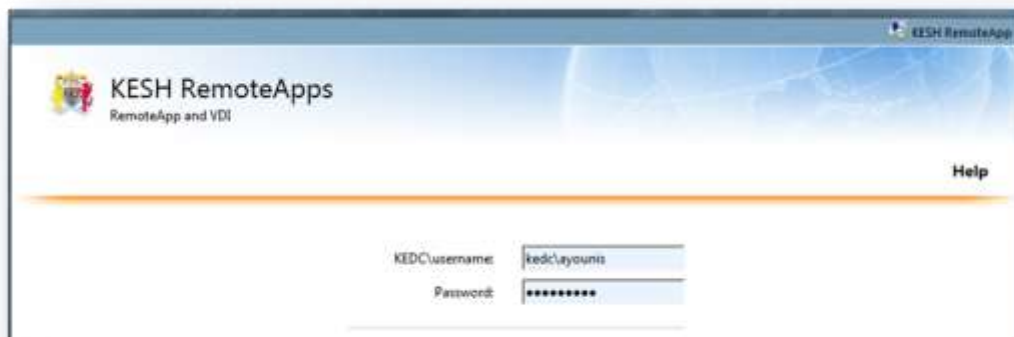 KESH RemoteApp
KESH RemoteApps
RemoteApp and VDI
Help
KEDC\username: kedc\ayounis
Password: •••••••••